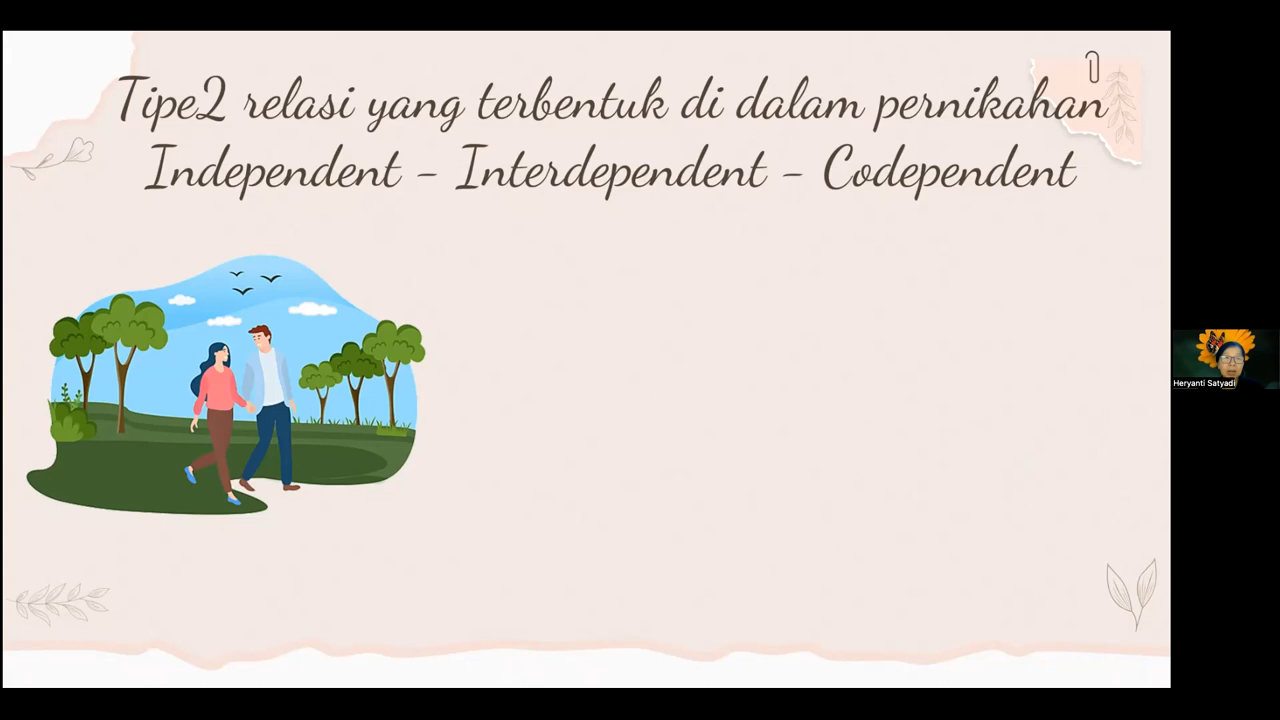 Tipe2 relasi yang terbentuk di dalam pernikahan
Independent - Interdependent - Codependent
Heryanti Satyadi